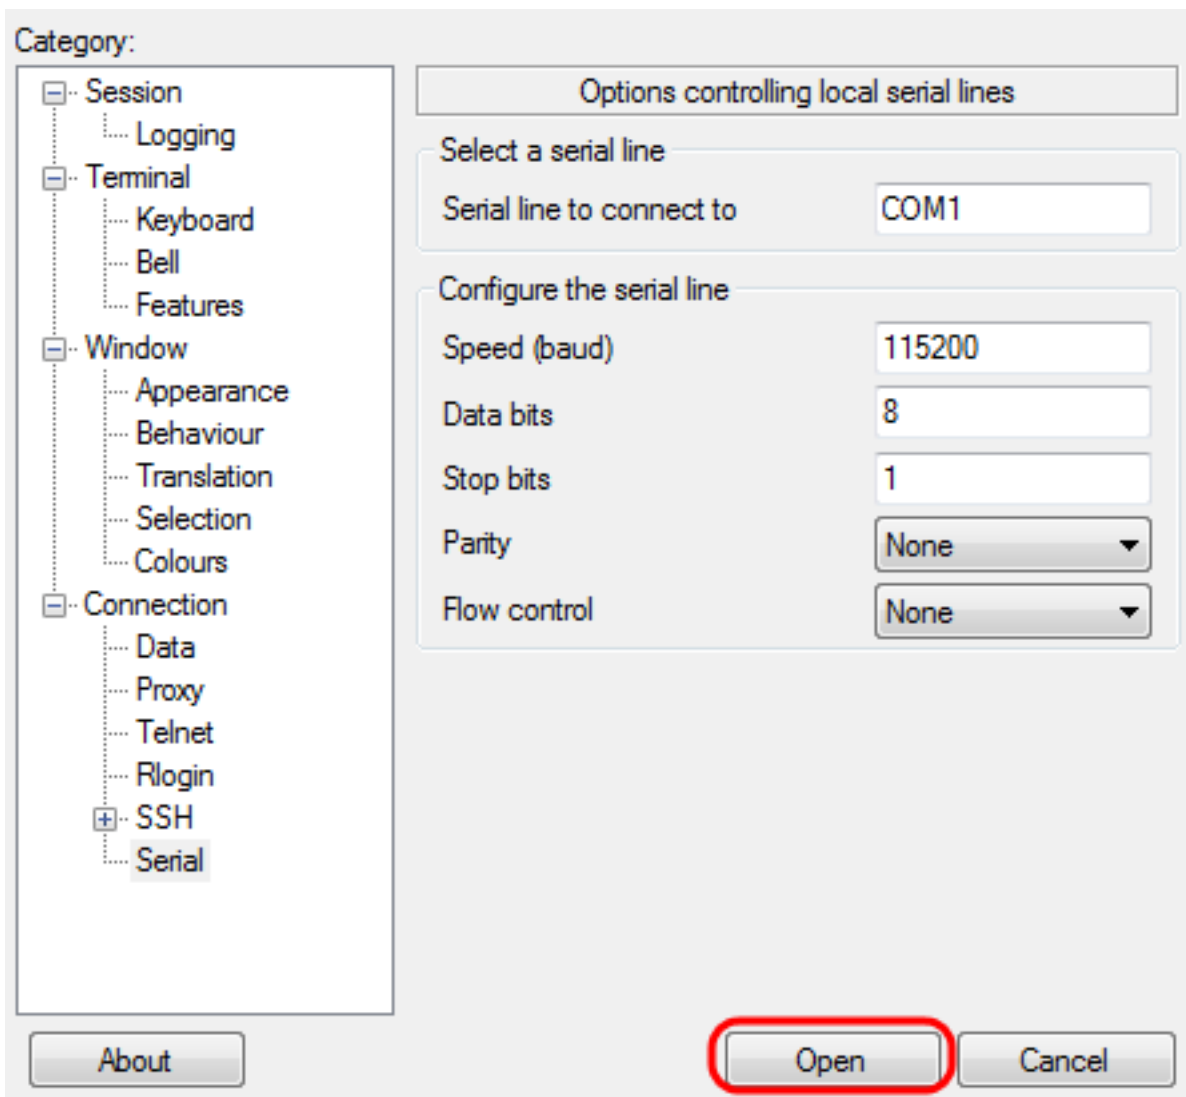 Category:
Session
Logging
Terminal
Keyboard
Bell
Features
Window
Appearance
Behaviour
Translation
Selection
Colours
Connection
Data
Proxy
Telnet
Rlogin
SSH
Serial
Options controlling local serial lines
Select a serial line
Serial line to connect to COM1
Configure the serial line
Speed (baud) 115200
Data bits 8
Stop bits 1
Parity None
Flow control None
About Open Cancel